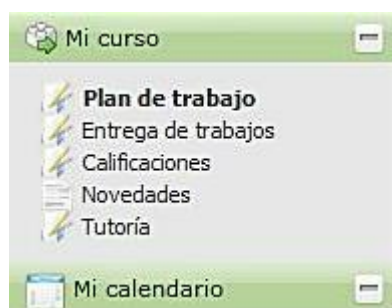 Mi curso
Plan de trabajo
Entrega de trabajos
Calificaciones
Novedades
Tutoría
Mi calendario